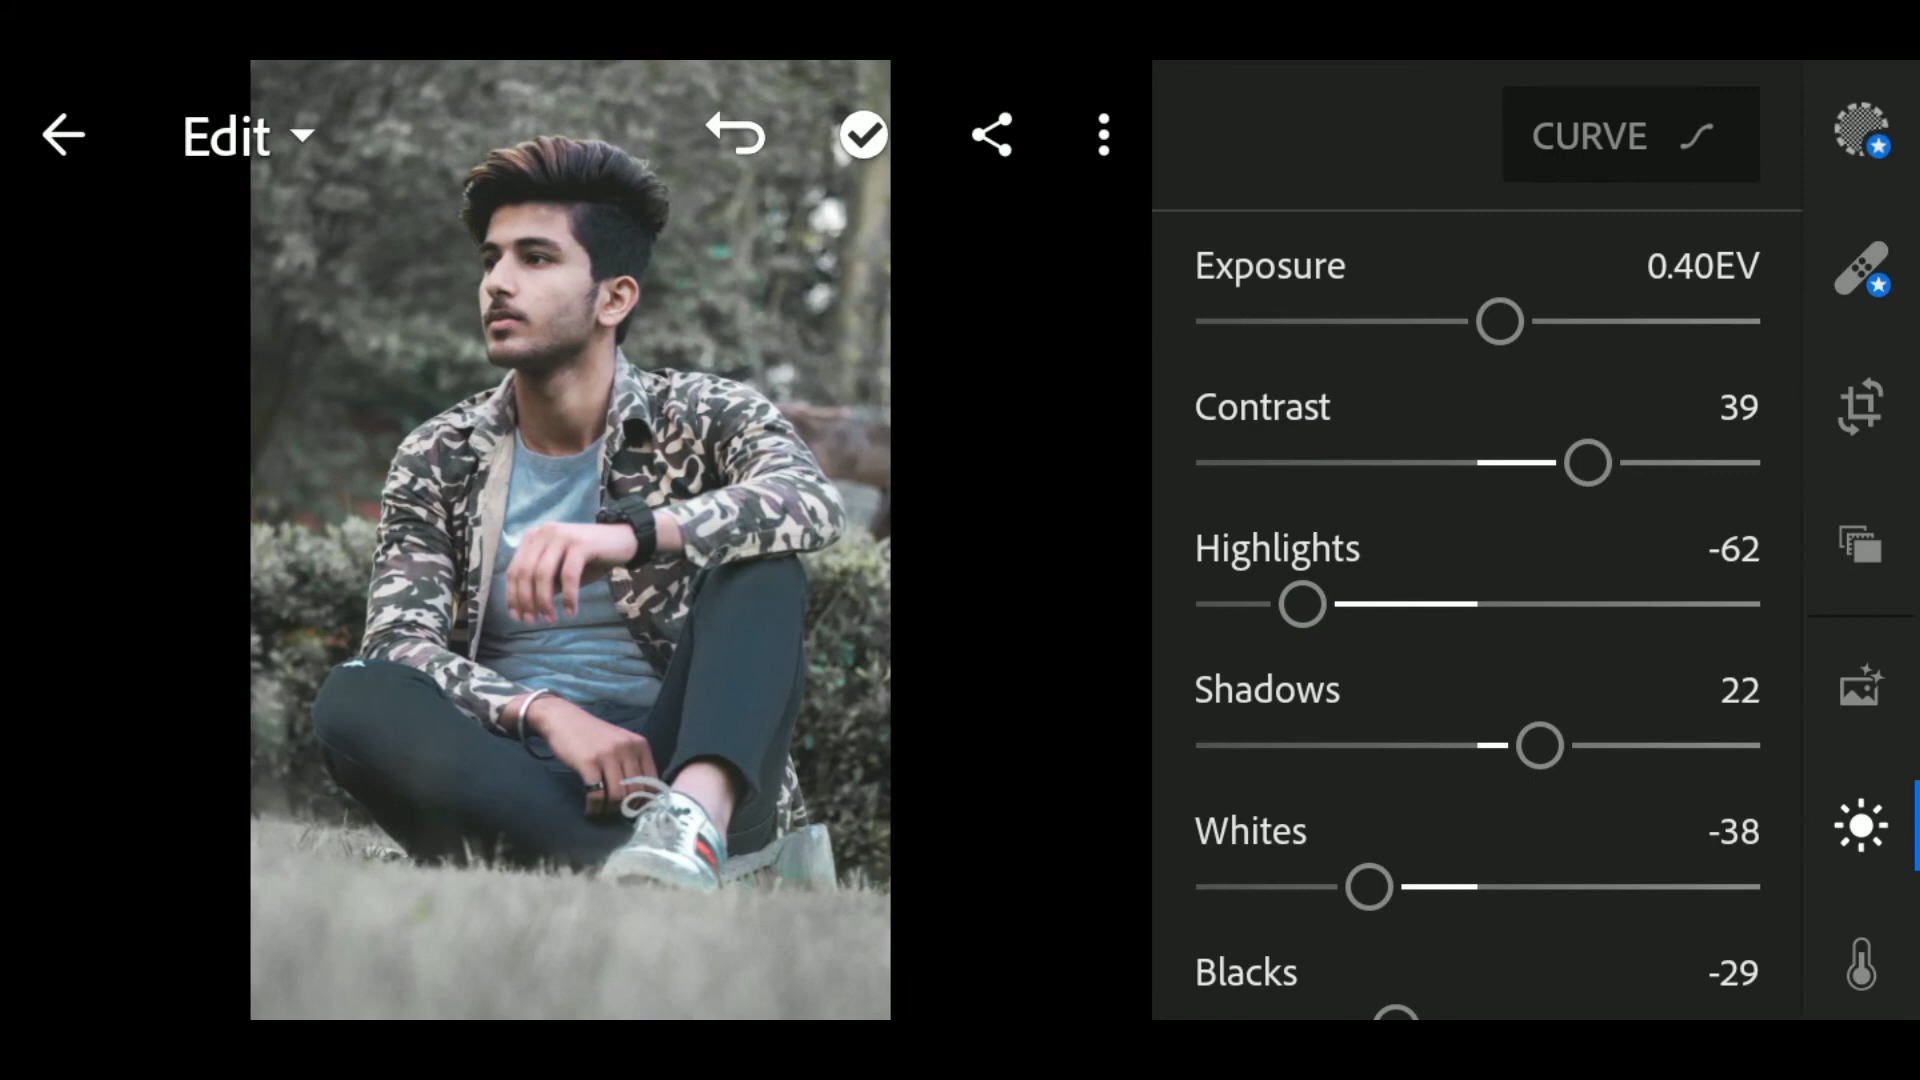 Edit
CURVE
Exposure 0.40EV
Contrast 39
Highlights -62
Shadows 22
Whites -38
Blacks -29